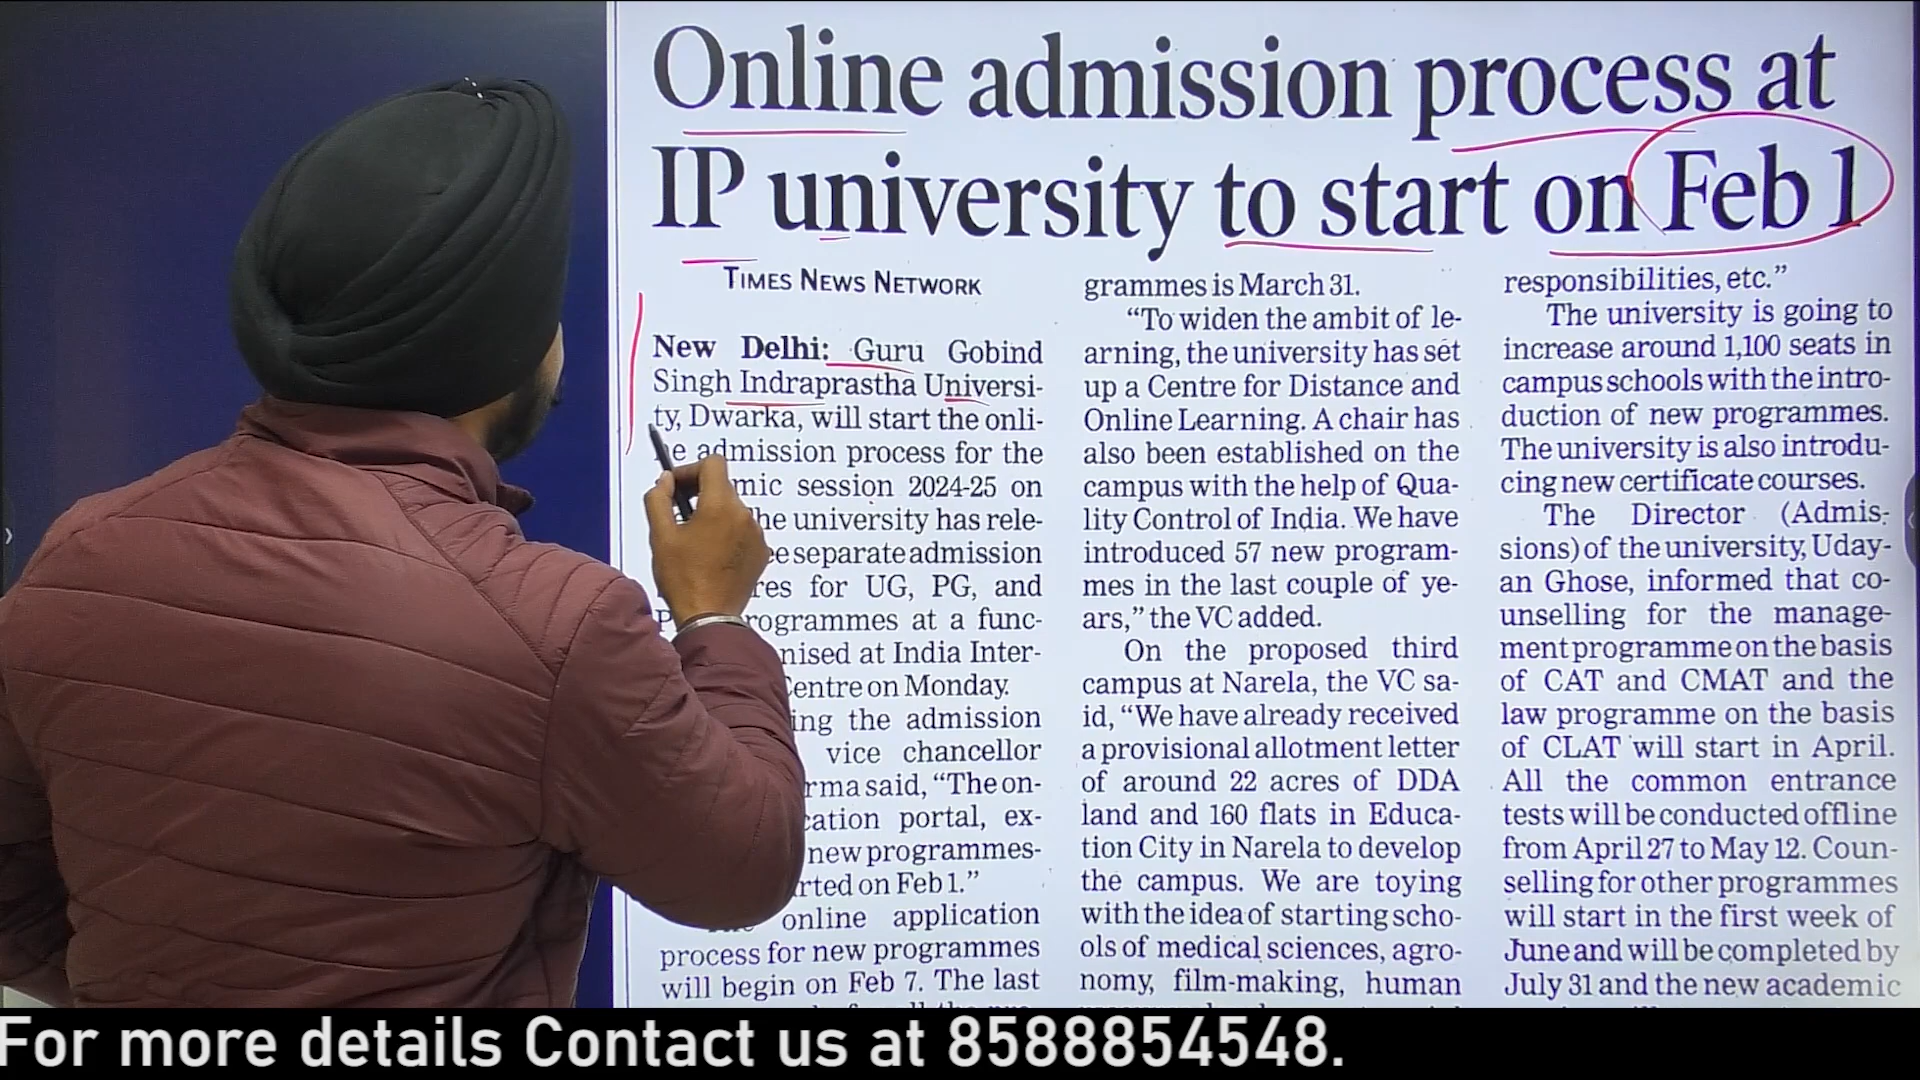 Online admission process at
IP university to start on Feb 1
TIMES NEWS NETWORK
New Delhi: Guru Gobind
Singh Indraprastha Universi-
ty, Dwarka, will start the onli-
e admission process for the
mic session 2024-25 on
he university has rele-
ee separate admission
res for UG, PG, and
rogrammes at a func-
nised at India Inter-
Centre on Monday.
ing the admission
vice chancellor
rma said, “The on-
cation portal, ex-
new programmes-
rted on Feb 1.”
online application
process for new programmes
will begin on Feb 7. The last
grammes is March 31.
“To widen the ambit of le-
arning, the university has set
up a Centre for Distance and
Online Learning. A chair has
also been established on the
campus with the help of Qua-
lity Control of India. We have
introduced 57 new program-
mes in the last couple of ye-
ars,” the VC added.
On the proposed third
campus at Narela, the VC sa-
id, “We have already received
a provisional allotment letter
of around 22 acres of DDA
land and 160 flats in Educa-
tion City in Narela to develop
the campus. We are toying
with the idea of starting scho-
ols of medical sciences, agro-
nomy, film-making, human
responsibilities, etc.”
The university is going to
increase around 1,100 seats in
campus schools with the intro-
duction of new programmes.
The university is also introdu-
cing new certificate courses.
The Director (Admis-
sions) of the university, Uday-
an Ghose, informed that co-
unselling for the manage-
ment programme on the basis
of CAT and CMAT and the
law programme on the basis
of CLAT will start in April.
All the common entrance
tests will be conducted offline
from April 27 to May 12. Coun-
selling for other programmes
will start in the first week of
June and will be completed by
July 31 and the new academic
For more details Contact us at 8588854548.